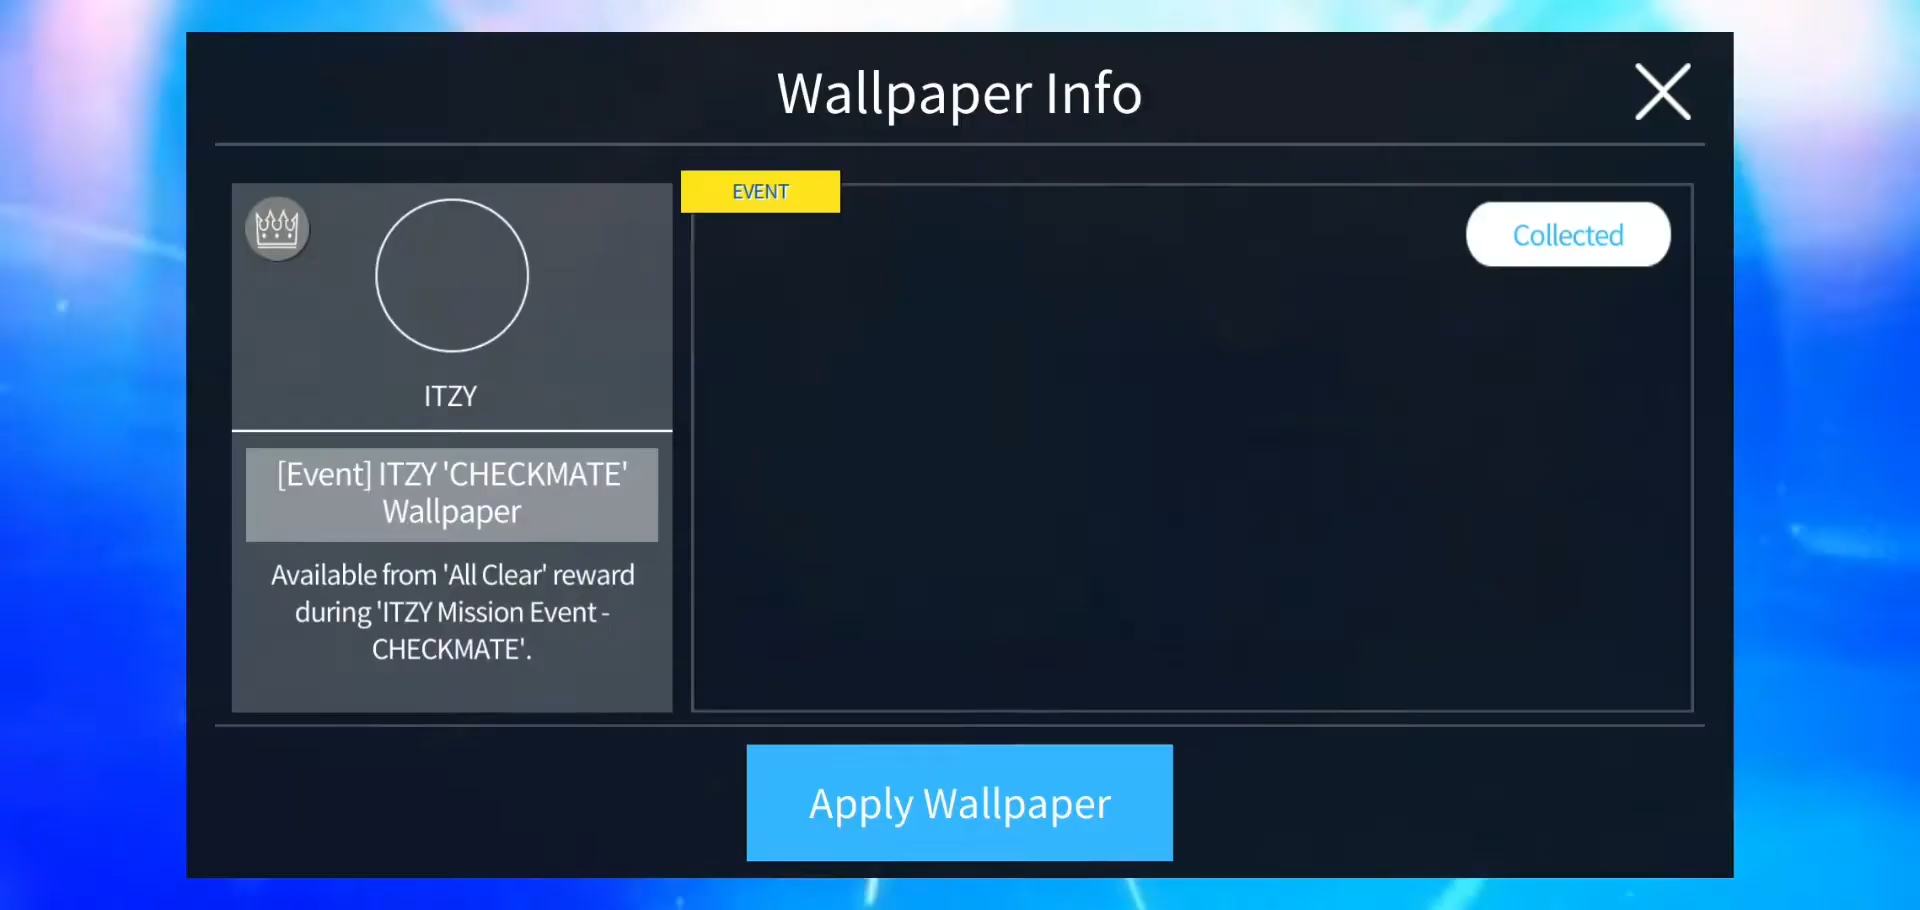 Wallpaper Info
EVENT
Collected
ITZY
[Event] ITZY 'CHECKMATE'
Wallpaper
Available from 'All Clear' reward
during 'ITZY Mission Event -
CHECKMATE'.
Apply Wallpaper